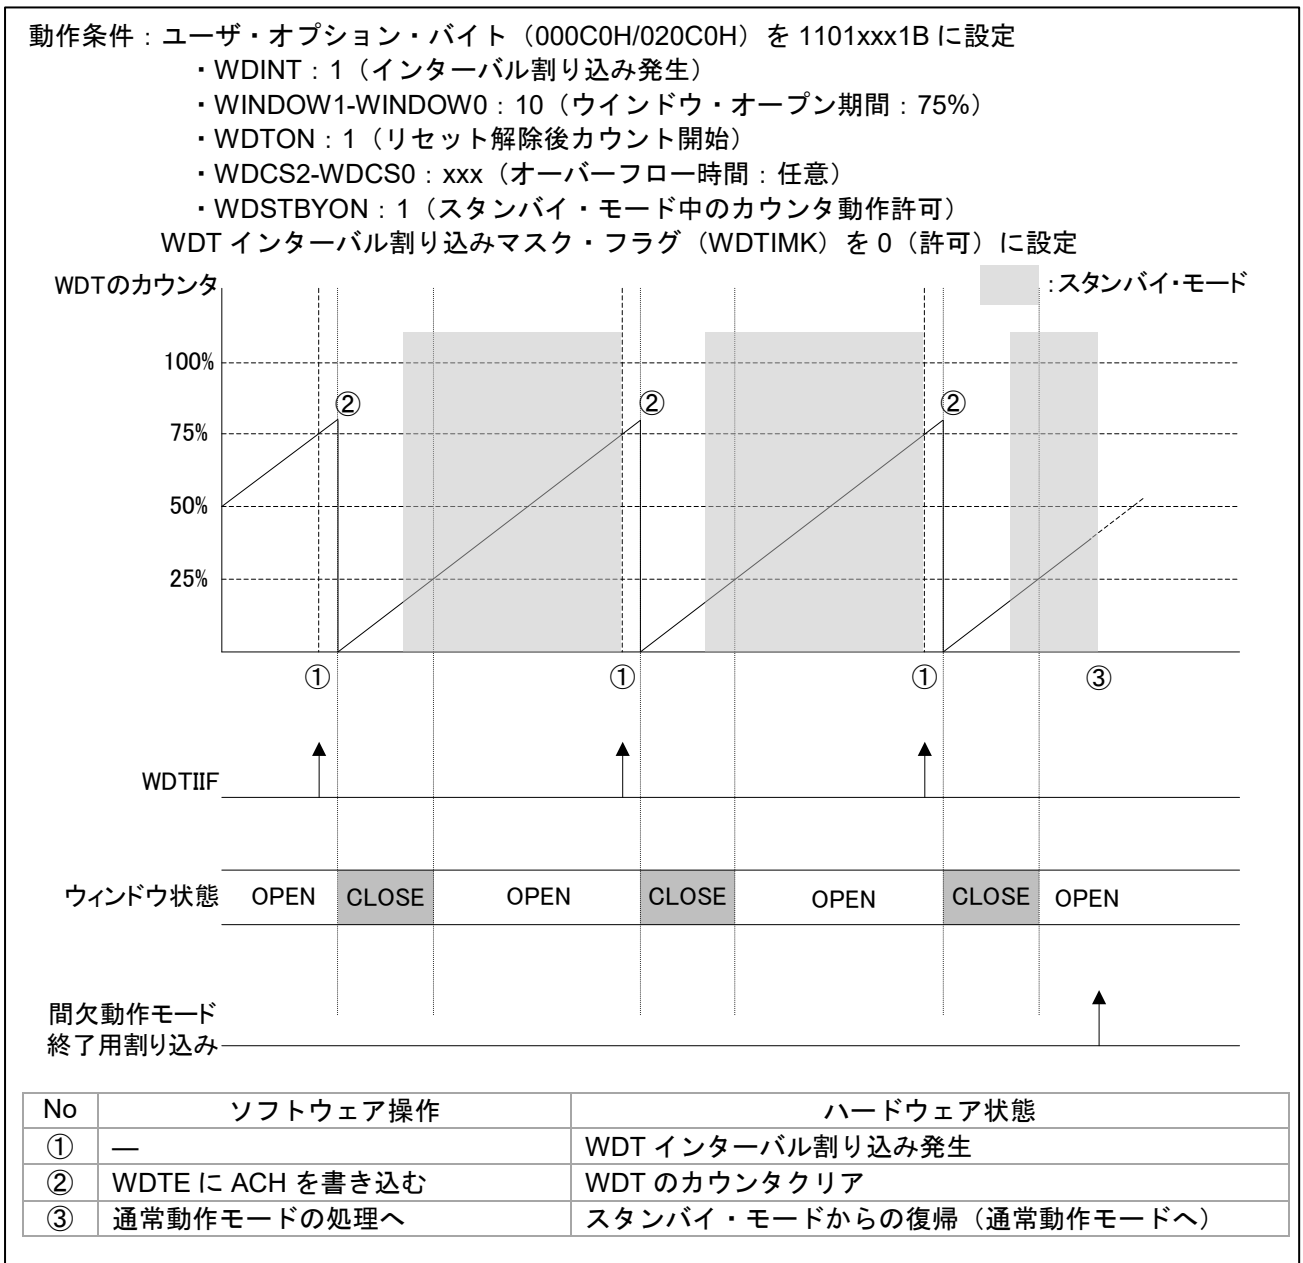 動作条件：ユーザ・オプション・バイト（000C0H/020C0H）を 1101xxx1B に設定
・WDINT：1（インターバル割り込み発生）
・WINDOW1-WINDOW0：10（ウインドウ・オープン期間：75%）
・WDTON：1（リセット解除後カウント開始）
・WDCS2-WDCS0：xxx（オーバーフロー時間：任意）
・WDSTBYON：1（スタンバイ・モード中のカウンタ動作許可）
WDT インターバル割り込みマスク・フラグ（WDTIMK）を 0（許可）に設定
WDTのカウンタ
：スタンバイ・モード
100%
② ② ②
75%
50%
25%
① ① ① ③
WDTIIF
ウィンドウ状態 OPEN CLOSE OPEN CLOSE OPEN CLOSE OPEN
間欠動作モード
終了用割り込み
No ソフトウェア操作 ハードウェア状態
① ― WDT インターバル割り込み発生
② WDTE に ACH を書き込む WDT のカウンタクリア
③ 通常動作モードの処理へ スタンバイ・モードからの復帰（通常動作モードへ）